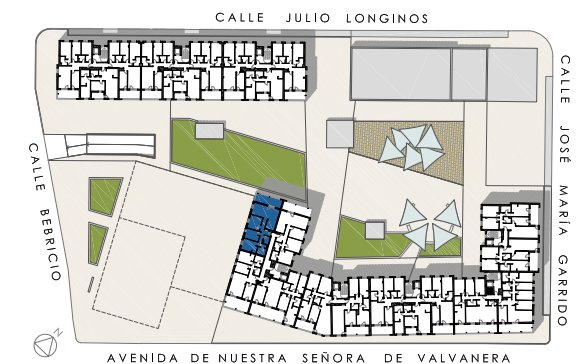 CALLE JULIO LONGINOS
CALLE JOSÉ MARÍA GARRIDO
CALLE BEBRICIO
N
AVENIDA DE NUESTRA SEÑORA DE VALVANERA